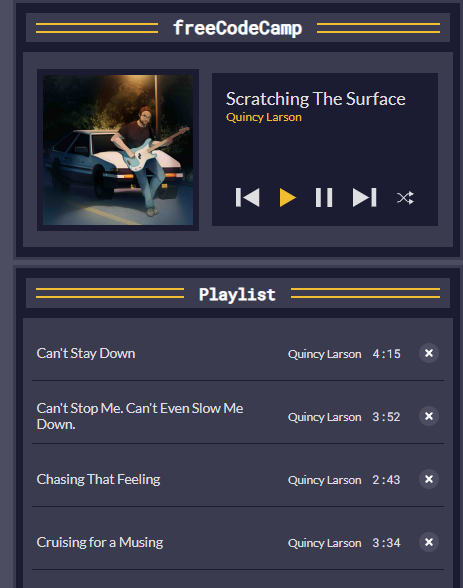 freeCodeCamp
Scratching The Surface
Quincy Larson
Playlist
Can't Stay Down Quincy Larson 4:15
Can't Stop Me. Can't Even Slow Me
Down. Quincy Larson 3:52
Chasing That Feeling Quincy Larson 2:43
Cruising for a Musing Quincy Larson 3:34